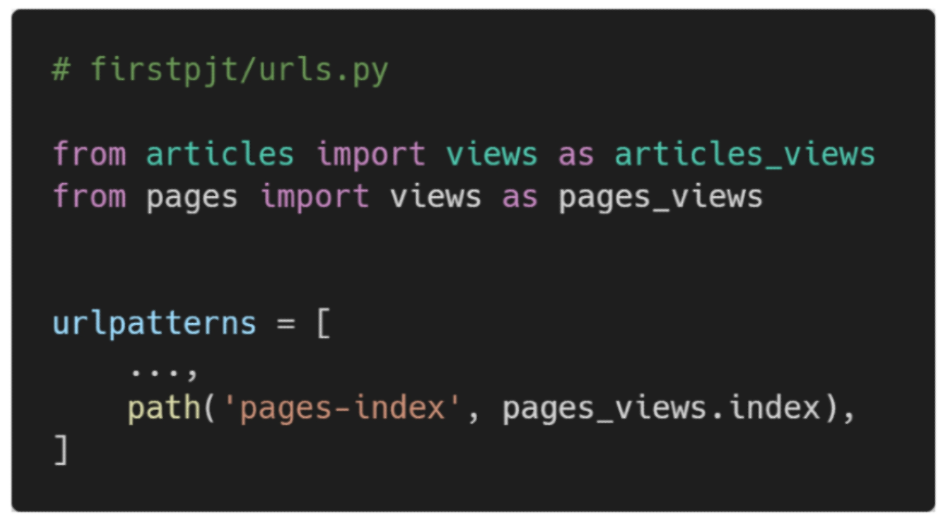 # firstpjt/urls.py
from articles import views as articles_views
from pages import views as pages_views
urlpatterns = [
    ...,
    path('pages-index', pages_views.index),
]